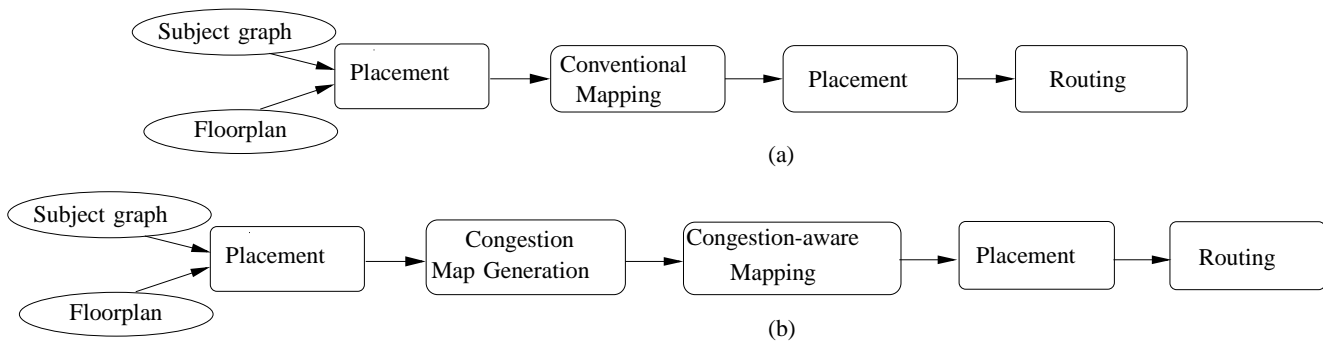 Subject graph
Floorplan
Placement
Conventional
Mapping
Placement
Routing
(a)
Subject graph
Floorplan
Placement
Congestion
Map Generation
Congestion-aware
Mapping
Placement
Routing
(b)